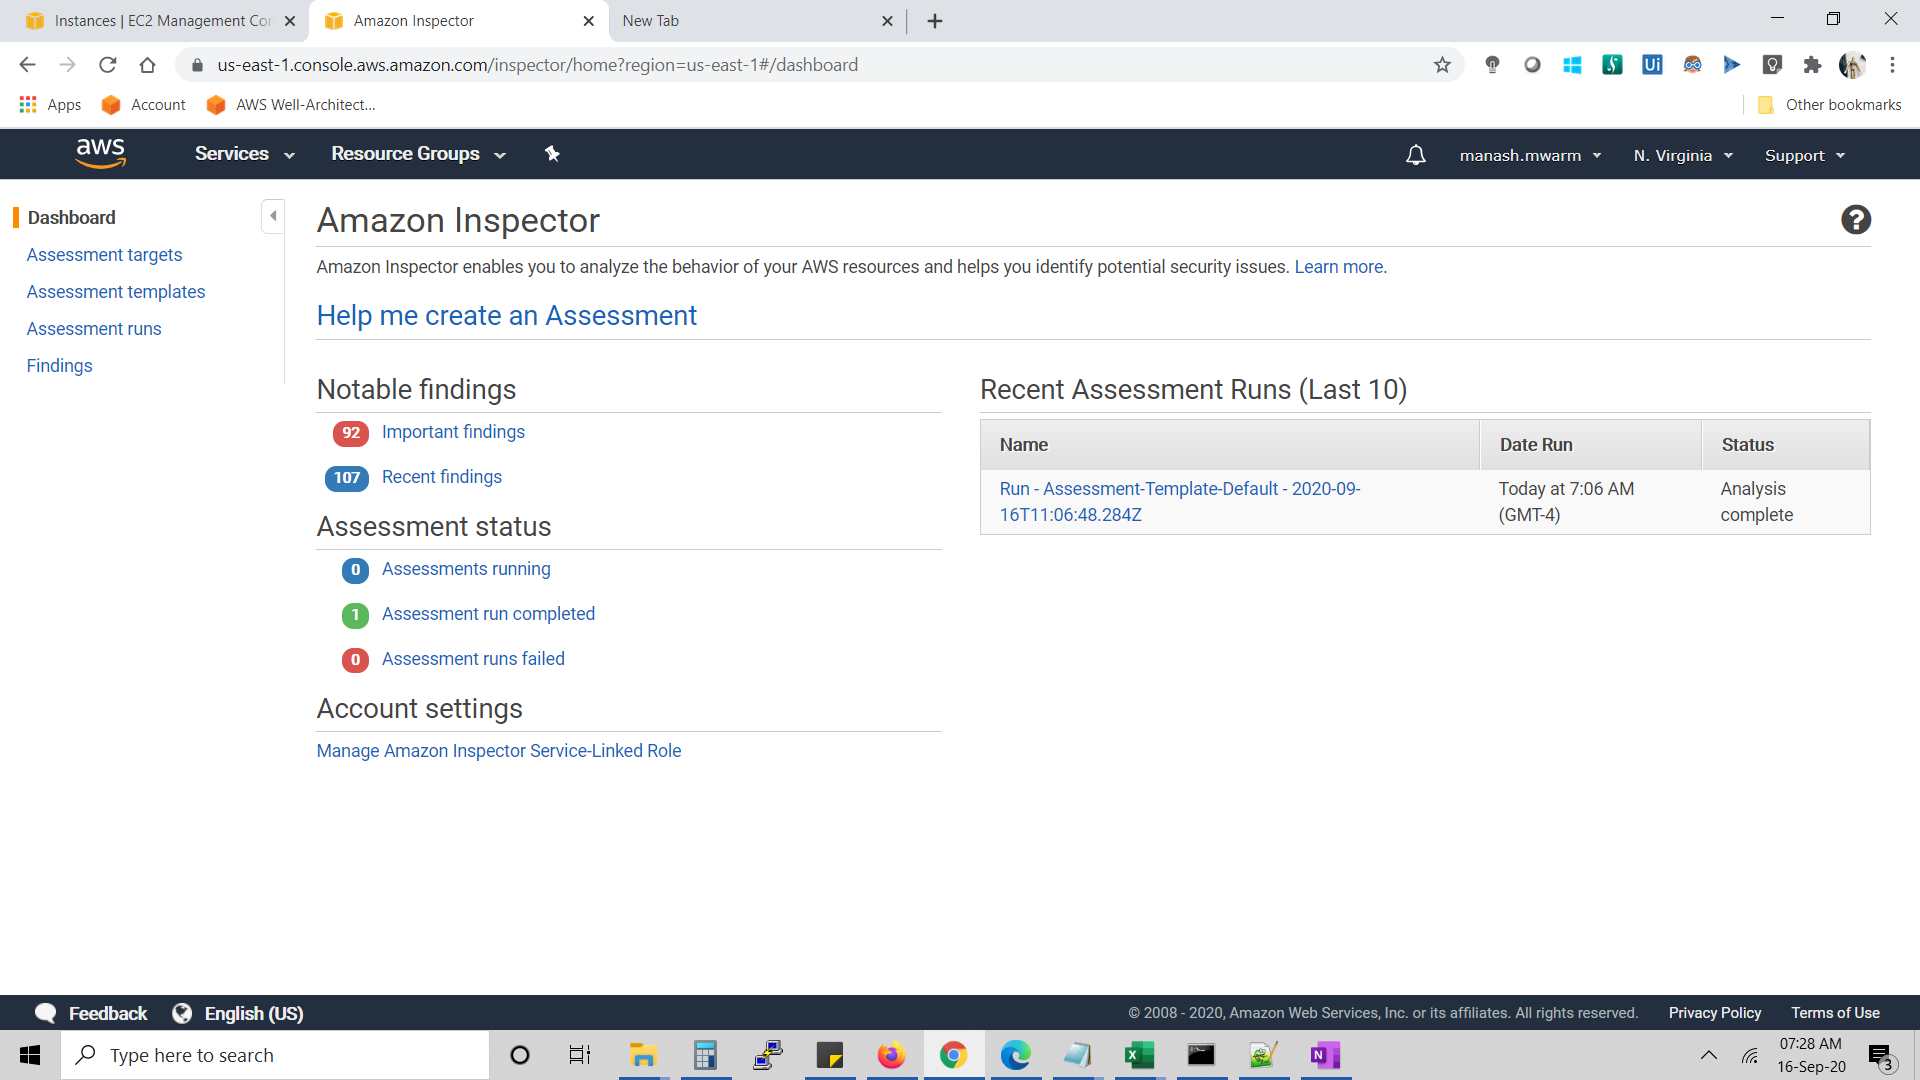 Instances | EC2 Management Con
Amazon Inspector
New Tab
us-east-1.console.aws.amazon.com/inspector/home?region=us-east-1#/dashboard
Apps
Account
AWS Well-Architect...
Other bookmarks
aws
Services
Resource Groups
manash.mwarm
N. Virginia
Support
Dashboard
Assessment targets
Assessment templates
Assessment runs
Findings
Amazon Inspector
Amazon Inspector enables you to analyze the behavior of your AWS resources and helps you identify potential security issues. Learn more.
Help me create an Assessment
Notable findings
92 Important findings
107 Recent findings
Assessment status
0 Assessments running
1 Assessment run completed
0 Assessment runs failed
Account settings
Manage Amazon Inspector Service-Linked Role
Recent Assessment Runs (Last 10)
Name Date Run Status
Run - Assessment-Template-Default - 2020-09-
16T11:06:48.284Z
Today at 7:06 AM
(GMT-4)
Analysis
complete
Feedback
English (US)
© 2008 - 2020, Amazon Web Services, Inc. or its affiliates. All rights reserved.
Privacy Policy
Terms of Use
Type here to search
07:28 AM
16-Sep-20
3